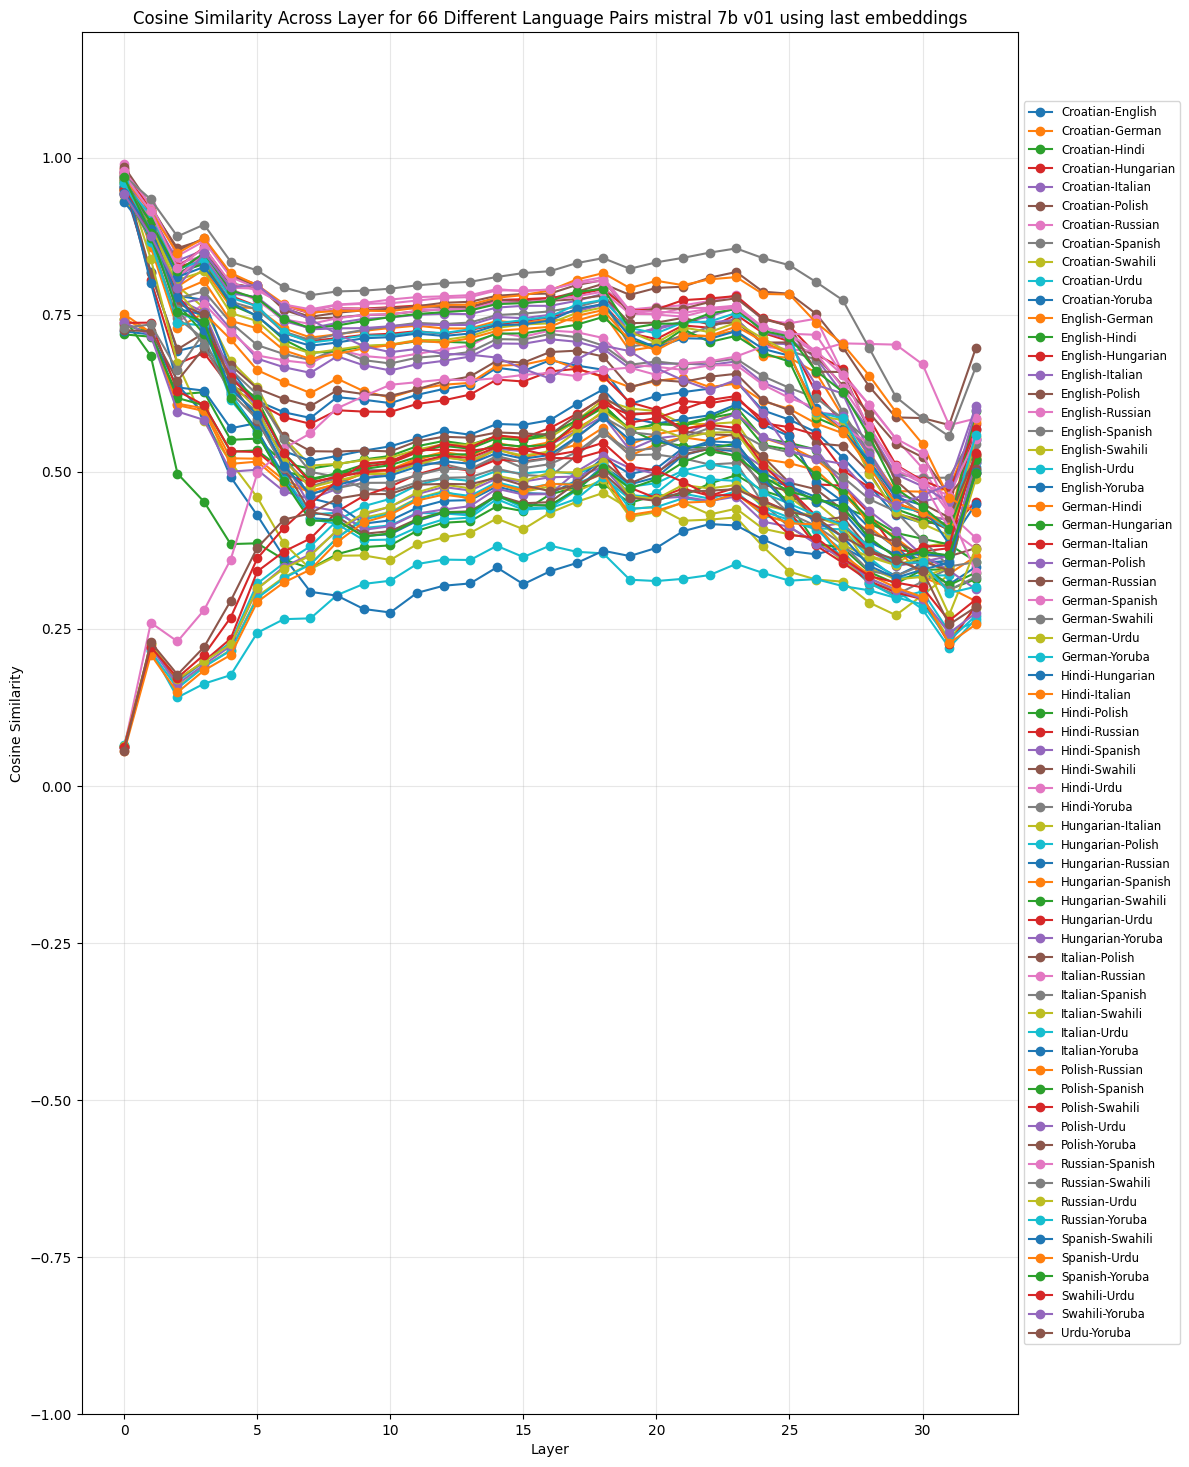 Cosine Similarity Across Layer for 66 Different Language Pairs mistral 7b v01 using last embeddings
Cosine Similarity
1.00
0.75
0.50
0.25
0.00
−0.25
−0.50
−0.75
−1.00
0
5
10
15
20
25
30
Layer
Croatian-English
Croatian-German
Croatian-Hindi
Croatian-Hungarian
Croatian-Italian
Croatian-Polish
Croatian-Russian
Croatian-Spanish
Croatian-Swahili
Croatian-Urdu
Croatian-Yoruba
English-German
English-Hindi
English-Hungarian
English-Italian
English-Polish
English-Russian
English-Spanish
English-Swahili
English-Urdu
English-Yoruba
German-Hindi
German-Hungarian
German-Italian
German-Polish
German-Russian
German-Spanish
German-Swahili
German-Urdu
German-Yoruba
Hindi-Hungarian
Hindi-Italian
Hindi-Polish
Hindi-Russian
Hindi-Spanish
Hindi-Swahili
Hindi-Urdu
Hindi-Yoruba
Hungarian-Italian
Hungarian-Polish
Hungarian-Russian
Hungarian-Spanish
Hungarian-Swahili
Hungarian-Urdu
Hungarian-Yoruba
Italian-Polish
Italian-Russian
Italian-Spanish
Italian-Swahili
Italian-Urdu
Italian-Yoruba
Polish-Russian
Polish-Spanish
Polish-Swahili
Polish-Urdu
Polish-Yoruba
Russian-Spanish
Russian-Swahili
Russian-Urdu
Russian-Yoruba
Spanish-Swahili
Spanish-Urdu
Spanish-Yoruba
Swahili-Urdu
Swahili-Yoruba
Urdu-Yoruba